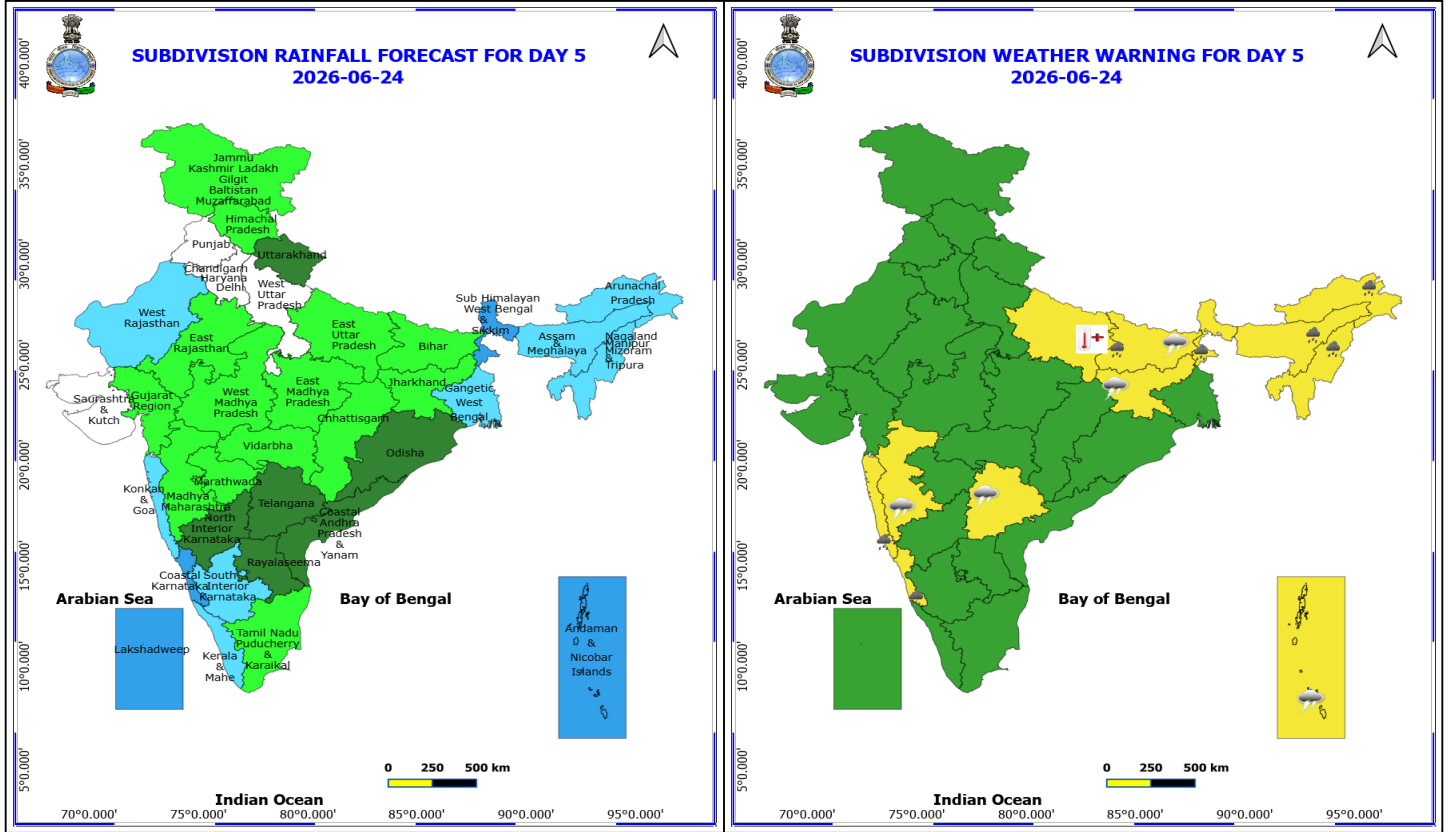 SUBDIVISION RAINFALL FORECAST FOR DAY 5
2026-06-24
40°0.000'
35°0.000'
30°0.000'
25°0.000'
20°0.000'
15°0.000'
10°0.000'
5°0.000'
Jammu
Kashmir Ladakh
Gilgit
Baltistan
Muzaffarabad
Himachal
Pradesh
Punjab
Uttarakhand
Chandigarh
Haryana
Delhi
West
Uttar
Pradesh
West
Rajasthan
East
Rajasthan
East
Uttar
Pradesh
Bihar
Sub Himalayan
West Bengal
&
Sikkim
Arunachal
Pradesh
Assam
&
Meghalaya
Nagaland
Manipur
Mizoram
&
Tripura
Saurashtra
&
Kutch
Gujarat
Region
West
Madhya
Pradesh
East
Madhya
Pradesh
Jharkhand
Gangetic
West
Bengal
Chhattisgarh
Vidarbha
Odisha
Konkan
&
Goa
Madhya
Maharashtra
Marathwada
Telangana
North
Interior
Karnataka
Coastal
Andhra
Pradesh
&
Yanam
Rayalaseema
Coastal
Karnataka
South
Interior
Karnataka
Arabian Sea
Bay of Bengal
Lakshadweep
Kerala
&
Mahe
Tamil Nadu
Puducherry
&
Karaikal
Andaman
&
Nicobar
Islands
0 250 500 km
Indian Ocean
70°0.000' 75°0.000' 80°0.000' 85°0.000' 90°0.000' 95°0.000'
SUBDIVISION WEATHER WARNING FOR DAY 5
2026-06-24
40°0.000'
35°0.000'
30°0.000'
25°0.000'
20°0.000'
15°0.000'
10°0.000'
5°0.000'
Arabian Sea
Bay of Bengal
0 250 500 km
Indian Ocean
70°0.000' 75°0.000' 80°0.000' 85°0.000' 90°0.000' 95°0.000'